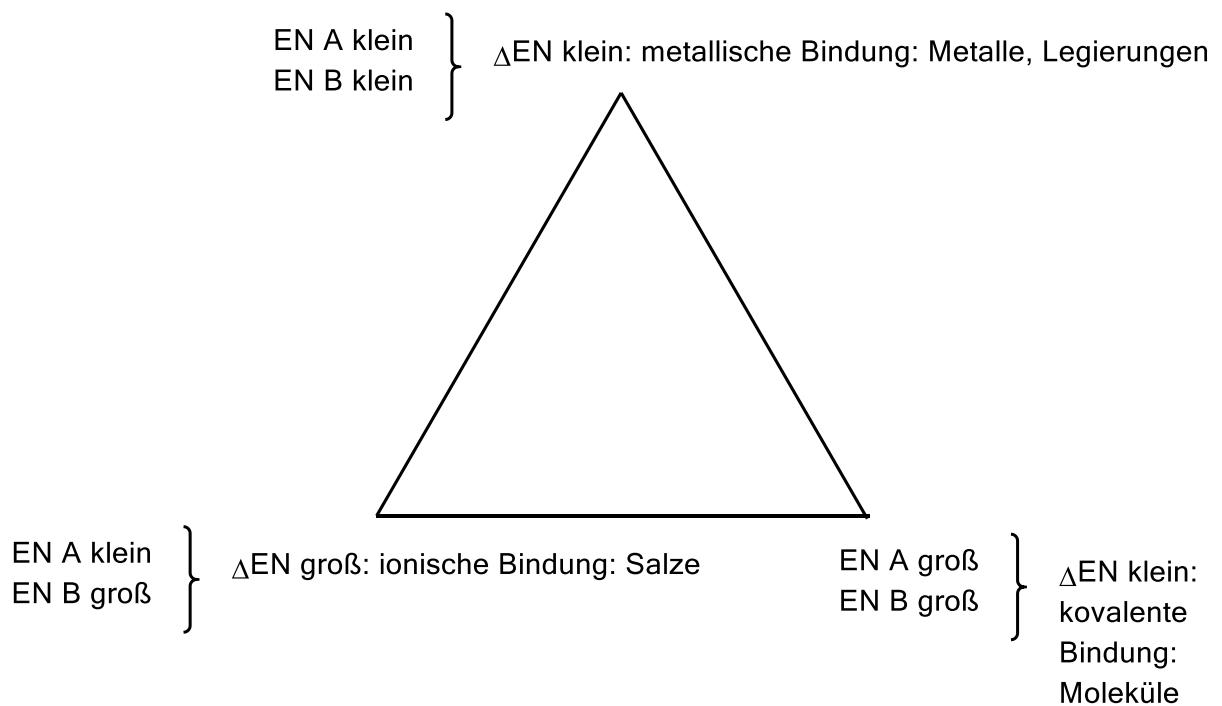 EN A klein
EN B klein
ΔEN klein: metallische Bindung: Metalle, Legierungen
EN A klein
EN B groß
ΔEN groß: ionische Bindung: Salze
EN A groß
EN B groß
ΔEN klein:
kovalente
Bindung:
Moleküle